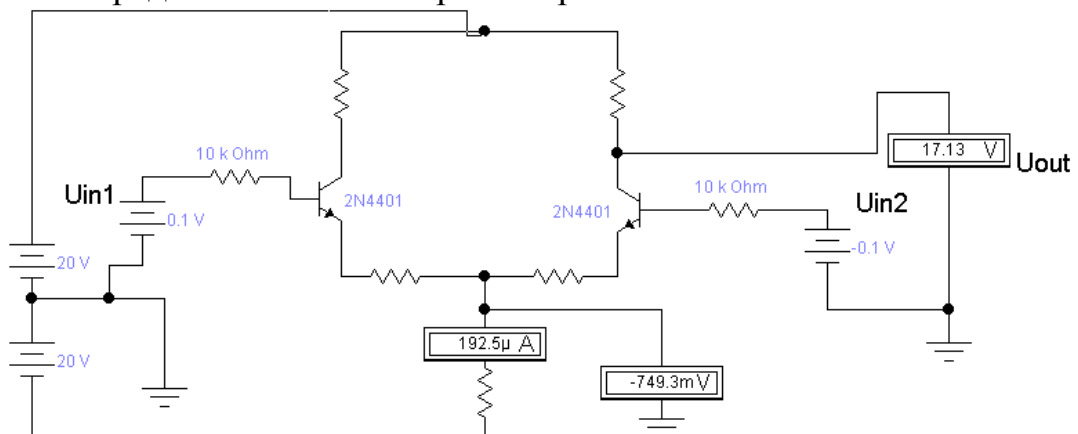 10 k Ohm
Uin1
0.1 V
2N4401
20 V
20 V
17.13 V
Uout
10 k Ohm
2N4401
Uin2
-0.1 V
192.5µ A
-749.3m V